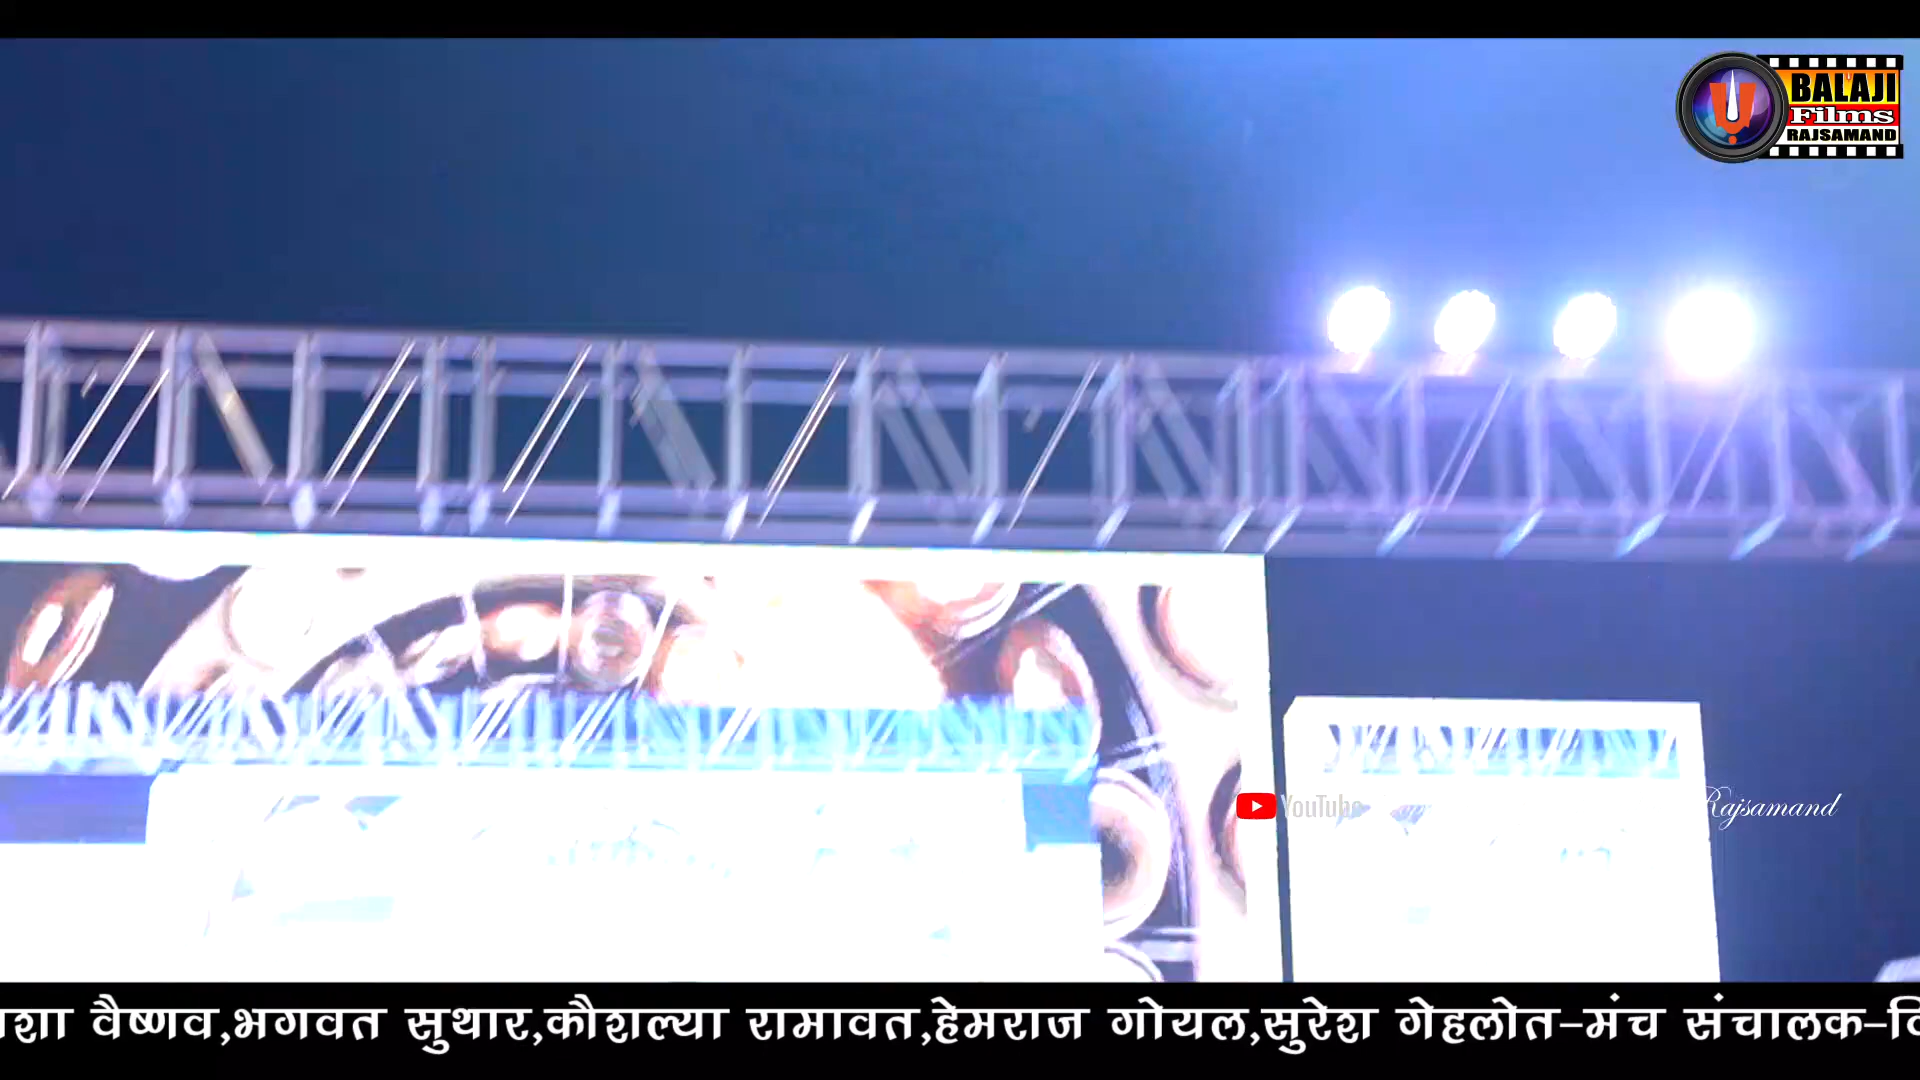 BALAJI
Films
RAJSAMAND
YouTube
Rajsamand
वैष्णव,भगवत सुथार,कौशल्या रामावत,हेमराज गोयल,सुरेश गेहलोत-मंच संचालक-